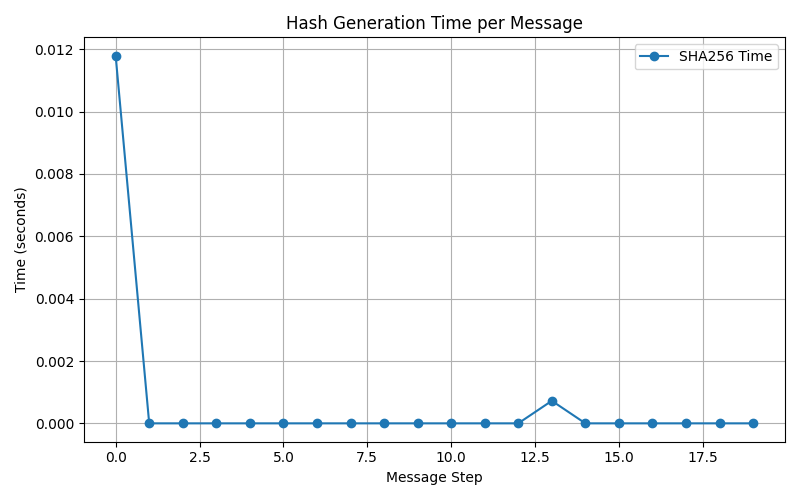 Hash Generation Time per Message
SHA256 Time
Time (seconds)
0.012
0.010
0.008
0.006
0.004
0.002
0.000
0.0 2.5 5.0 7.5 10.0 12.5 15.0 17.5
Message Step